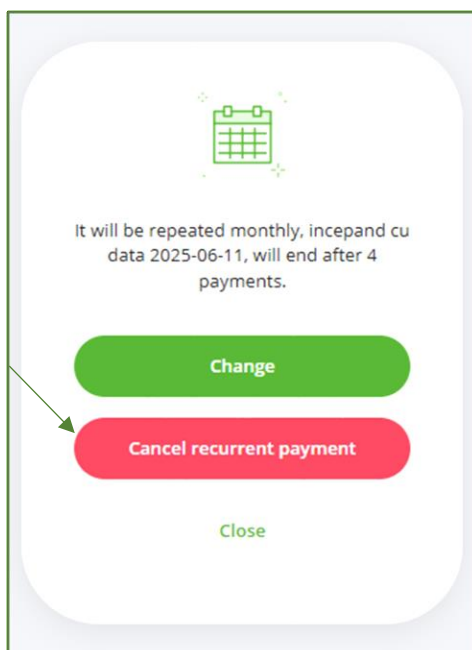 It will be repeated monthly, incepand cu
data 2025-06-11, will end after 4
payments.
Change
Cancel recurrent payment
Close